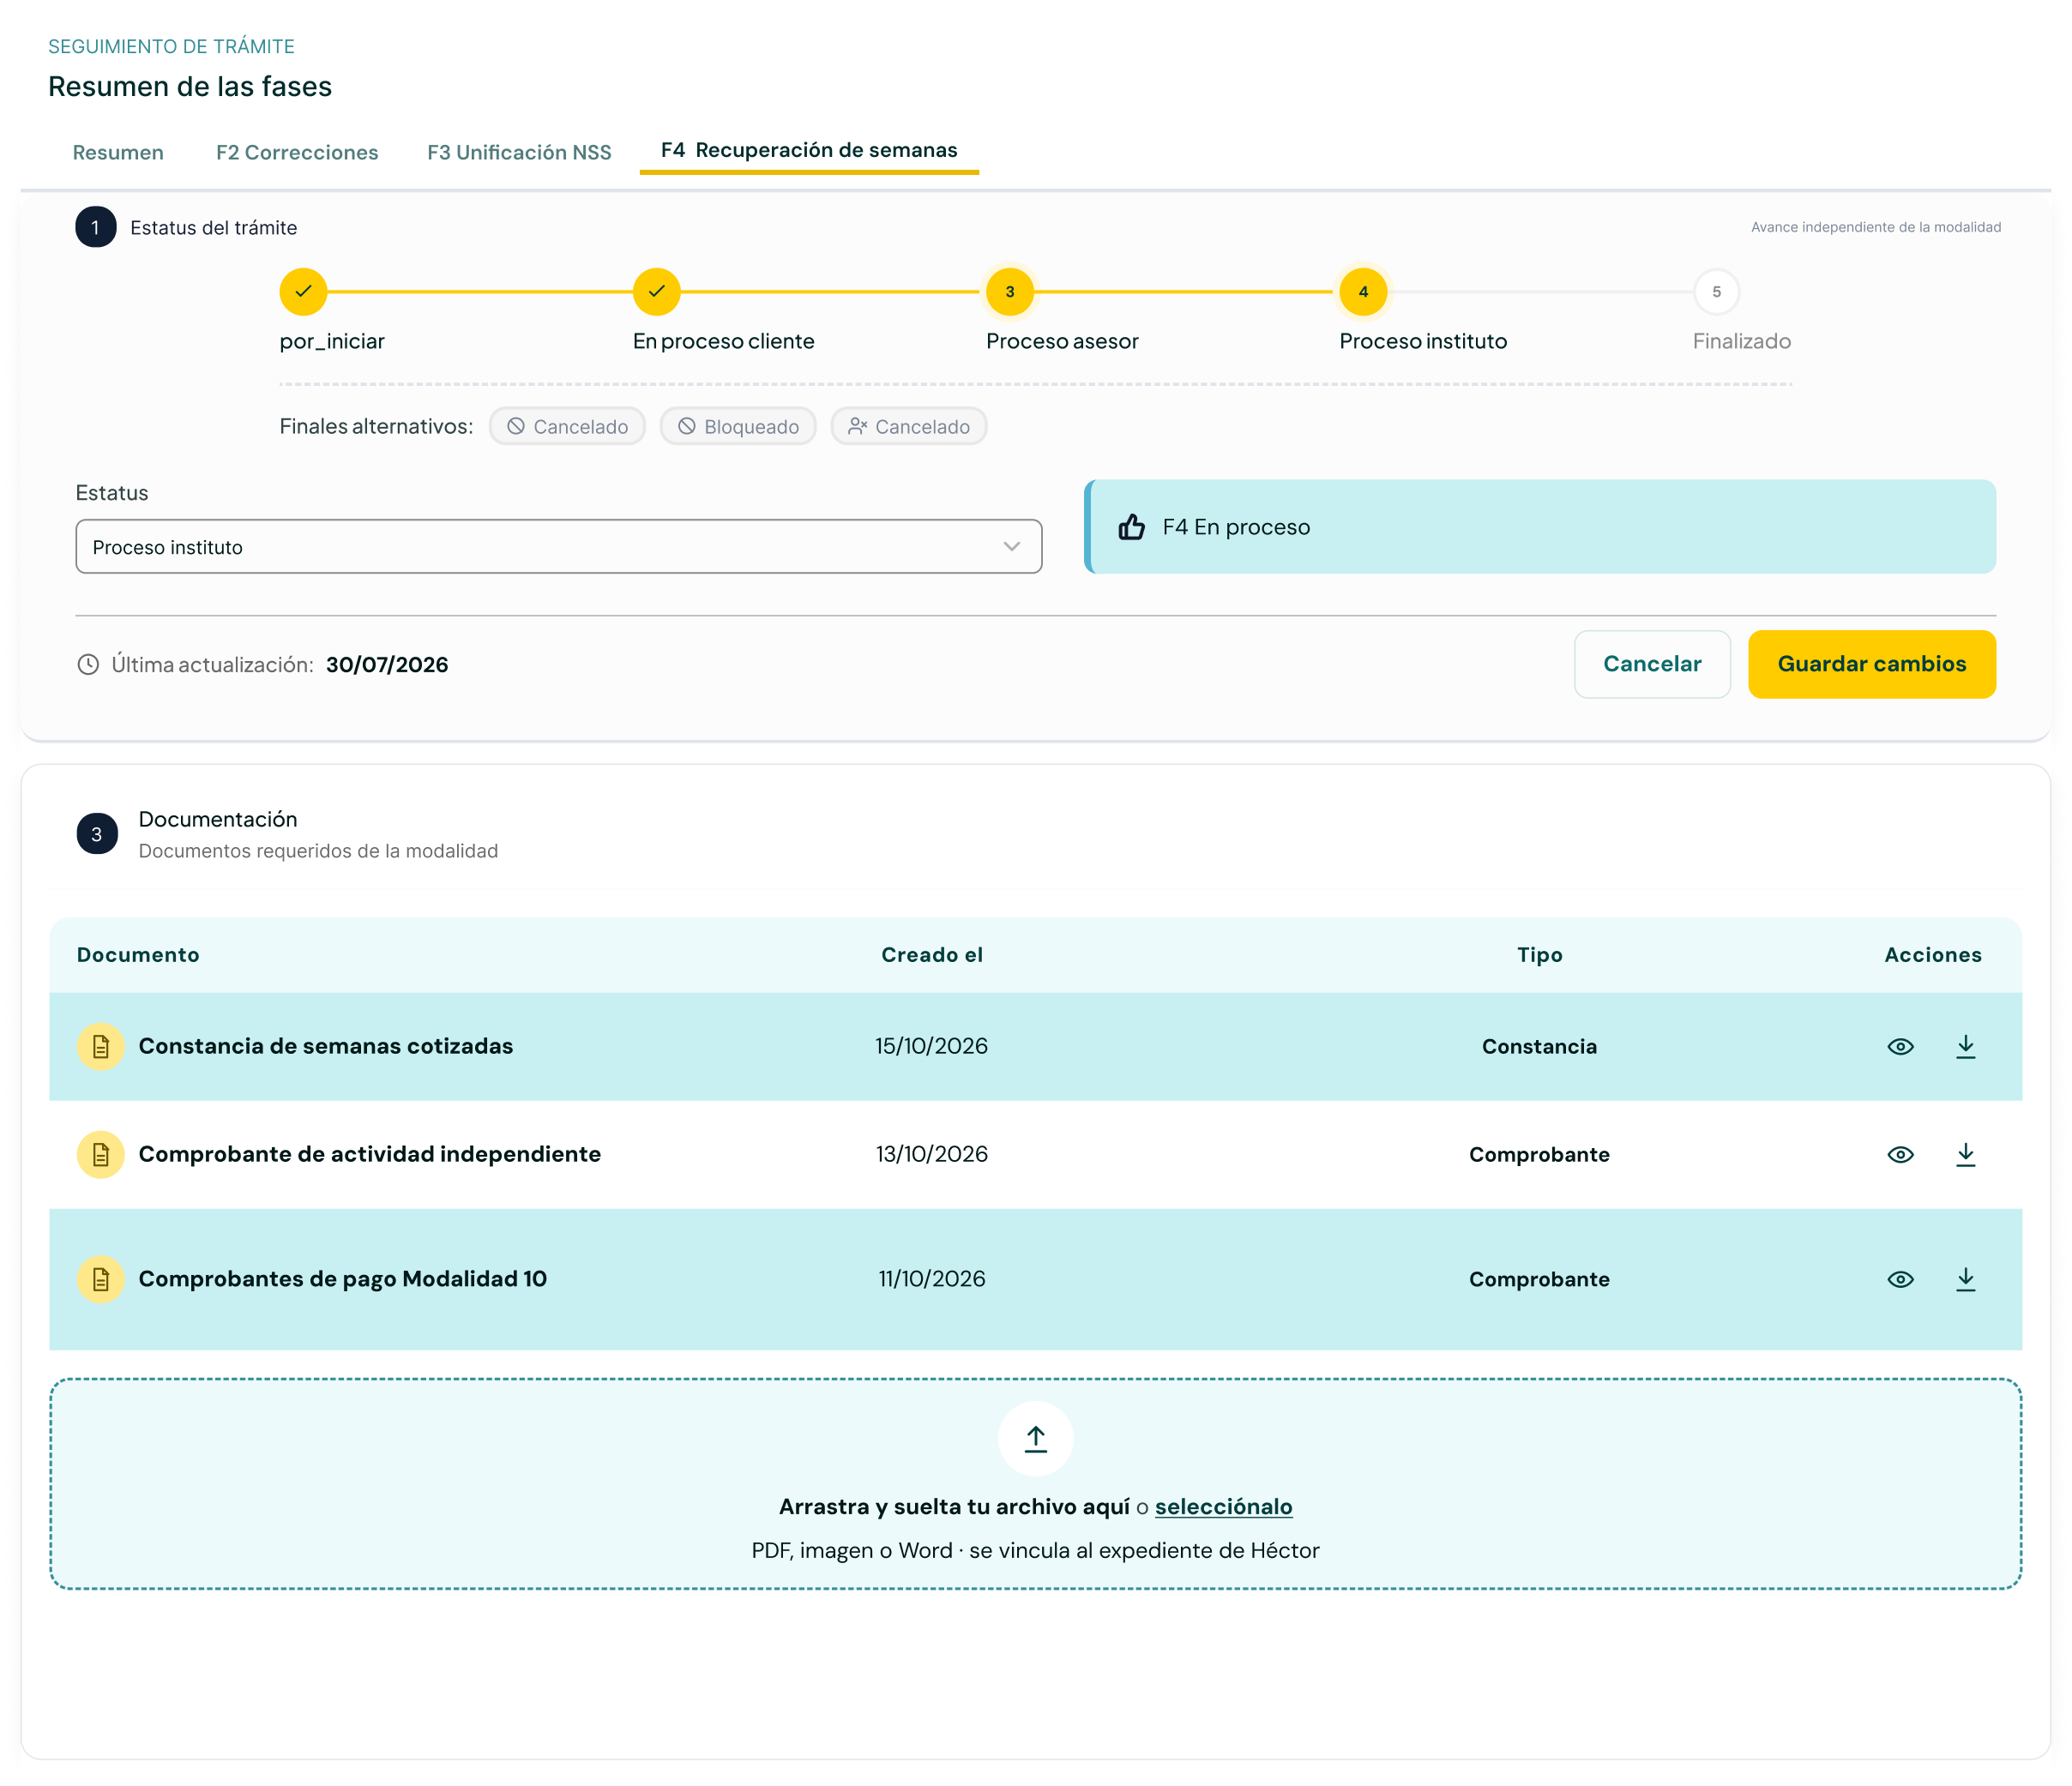 SEGUIMIENTO DE TRÁMITE
Resumen de las fases
Resumen F2 Correcciones F3 Unificación NSS F4 Recuperación de semanas
1 Estatus del trámite Avance independiente de la modalidad
3 4 5
por_iniciar En proceso cliente Proceso asesor Proceso instituto Finalizado
Finales alternativos: Cancelado Bloqueado Cancelado
Estatus
Proceso instituto
F4 En proceso
Última actualización: 30/07/2026
Cancelar Guardar cambios
3 Documentación
Documentos requeridos de la modalidad
Documento Creado el Tipo Acciones
Constancia de semanas cotizadas 15/10/2026 Constancia
Comprobante de actividad independiente 13/10/2026 Comprobante
Comprobantes de pago Modalidad 10 11/10/2026 Comprobante
Arrastra y suelta tu archivo aquí o selecciónalo
PDF, imagen o Word · se vincula al expediente de Héctor